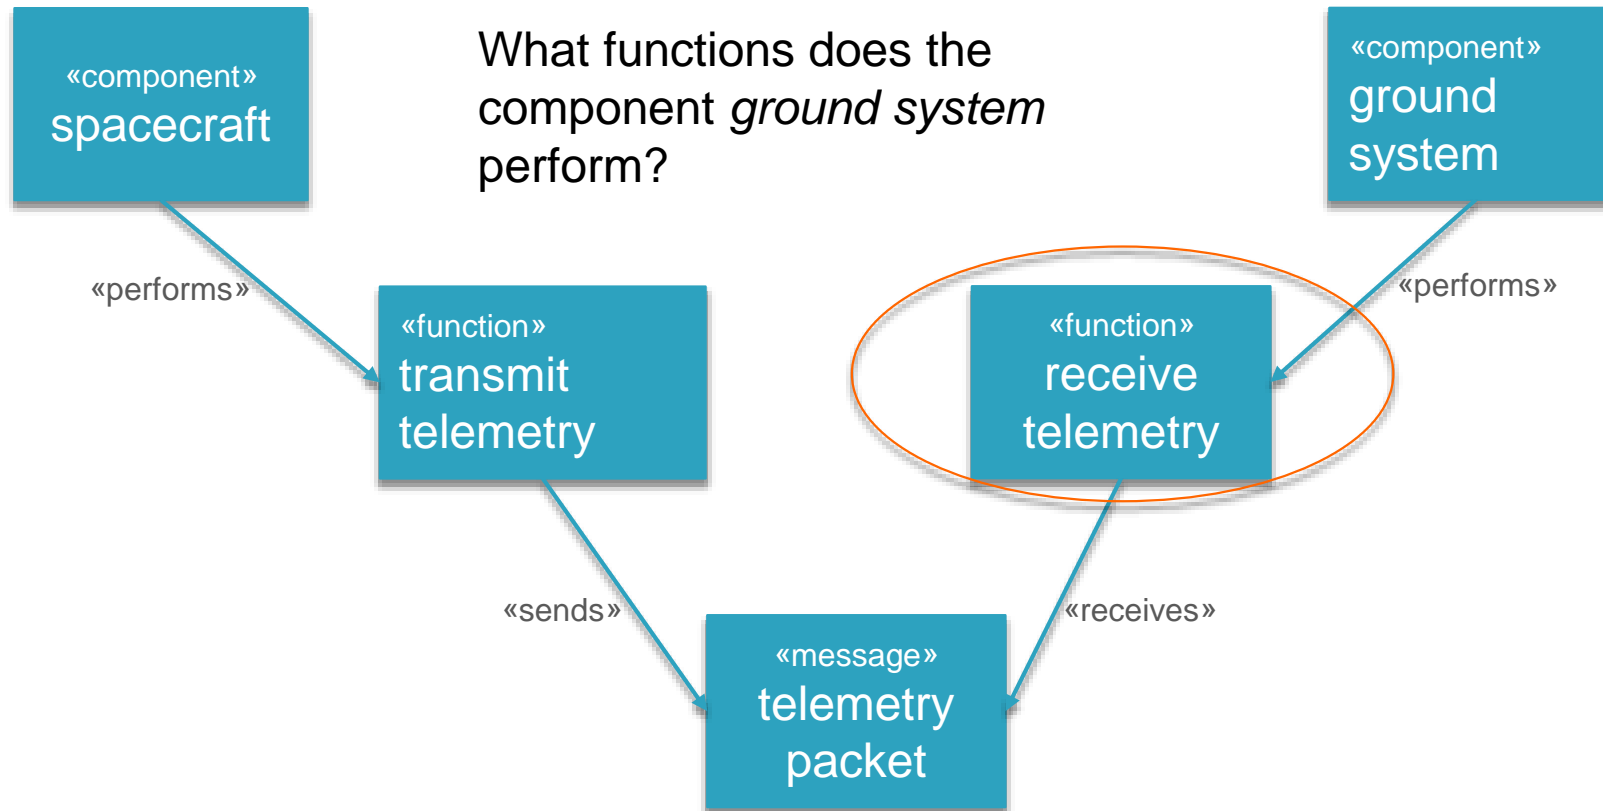 «component»
spacecraft
What functions does the
component ground system
perform?
«component»
ground
system
«performs»
«performs»
«function»
transmit
telemetry
«function»
receive
telemetry
«sends»
«receives»
«message»
telemetry
packet